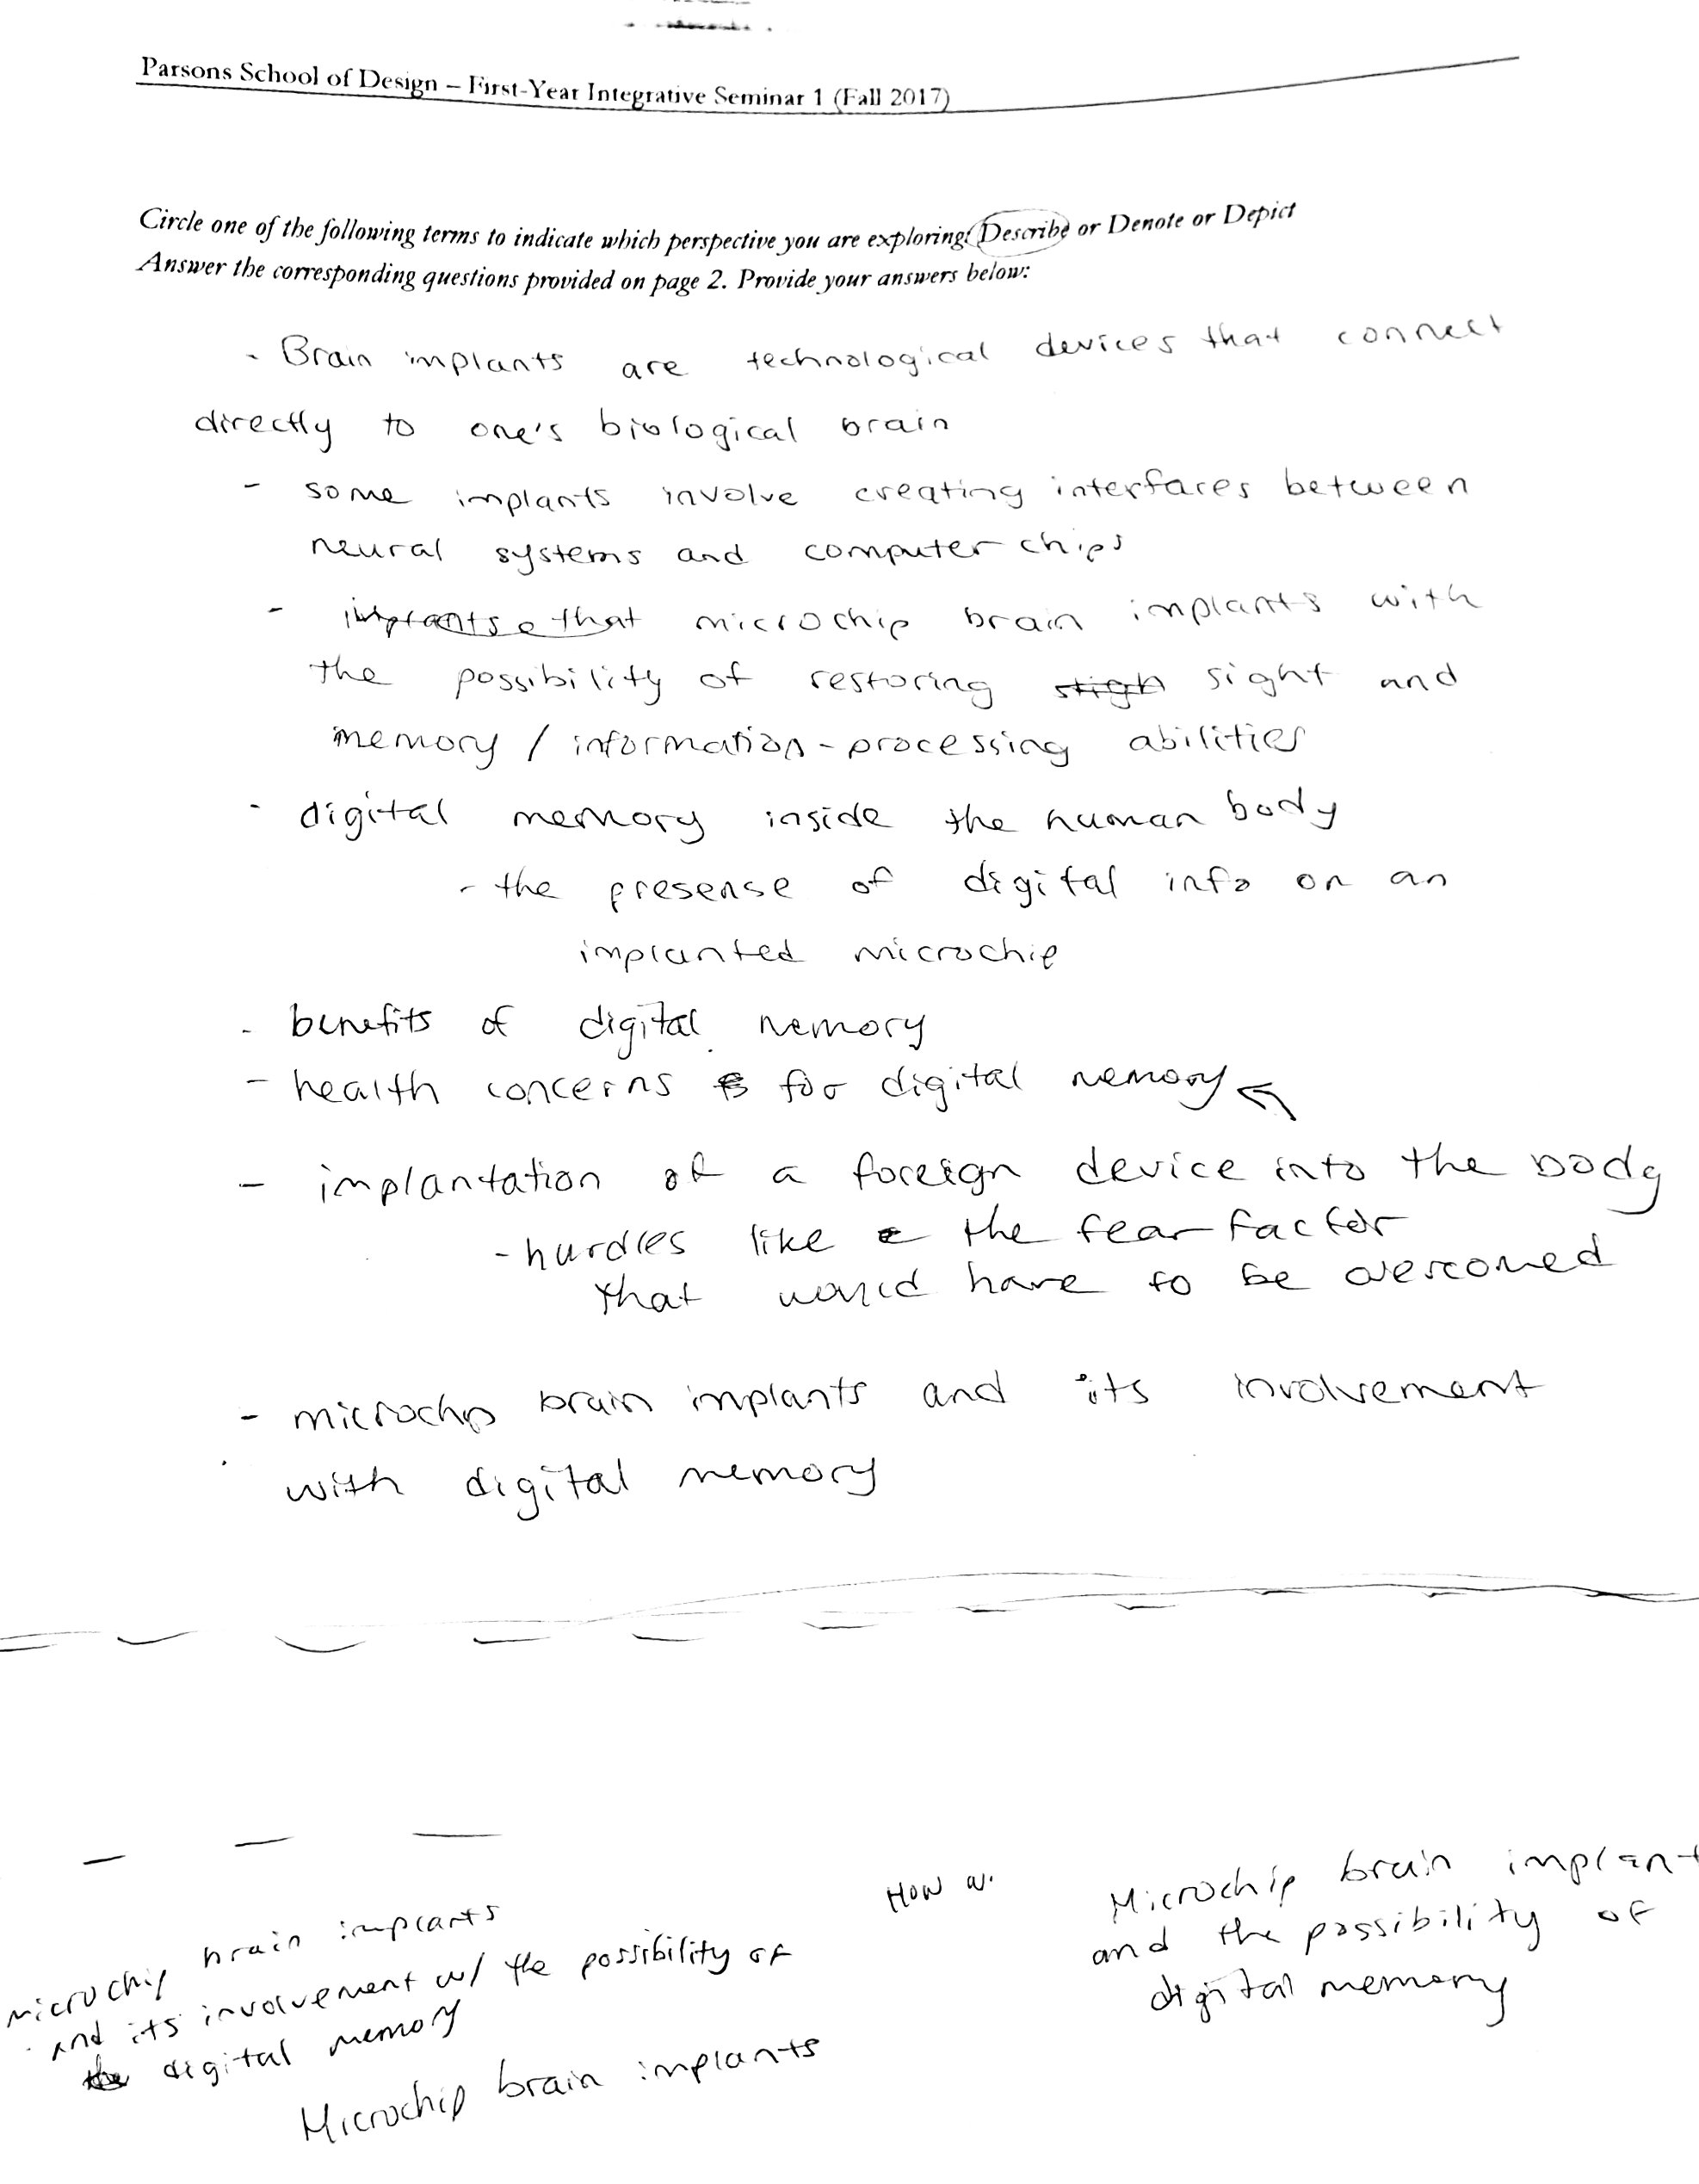 Parsons School of Design – First-Year Integrative Seminar 1 (Fall 2017)
Circle one of the following terms to indicate which perspective you are exploring: Describe or Denote or Depict
Answer the corresponding questions provided on page 2. Provide your answers below:
- Brain implants are technological devices that connect
directly to one's biological brain
- some implants involve creating interfaces between
neural systems and computer chips
- implants that microchip brain implants with
the possibility of restoring sight and
memory / information-processing abilities
- digital memory inside the human body
- the presense of digital info on an
implanted microchip
- benefits of digital memory
- health concerns for digital memory
- implantation of a foreign device into the body
- hurdles like the fear factor
that would have to be overcomed
- microchip brain implants and its involvement
with digital memory
microchip brain implants
and its involvement w/ the possibility of
the digital memory
Microchip brain implants
How
Microchip brain implant
and the possibility of
digital memory